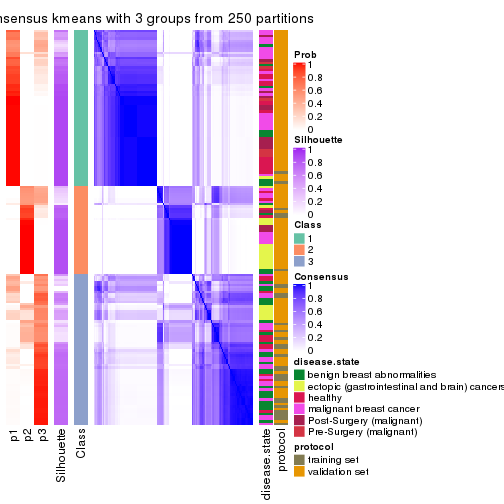 nsensus kmeans with 3 groups from 250 partitions
Prob
1
0.8
0.6
0.4
0.2
0
Silhouette
1
0.8
0.6
0.4
0.2
0
Class
1
2
3
Consensus
1
0.8
0.6
0.4
0.2
0
disease.state
benign breast abnormalities
ectopic (gastrointestinal and brain) cancers
healthy
malignant breast cancer
Post-Surgery (malignant)
Pre-Surgery (malignant)
protocol
training set
validation set
p1
p2
p3
Silhouette
Class
disease.state
protocol